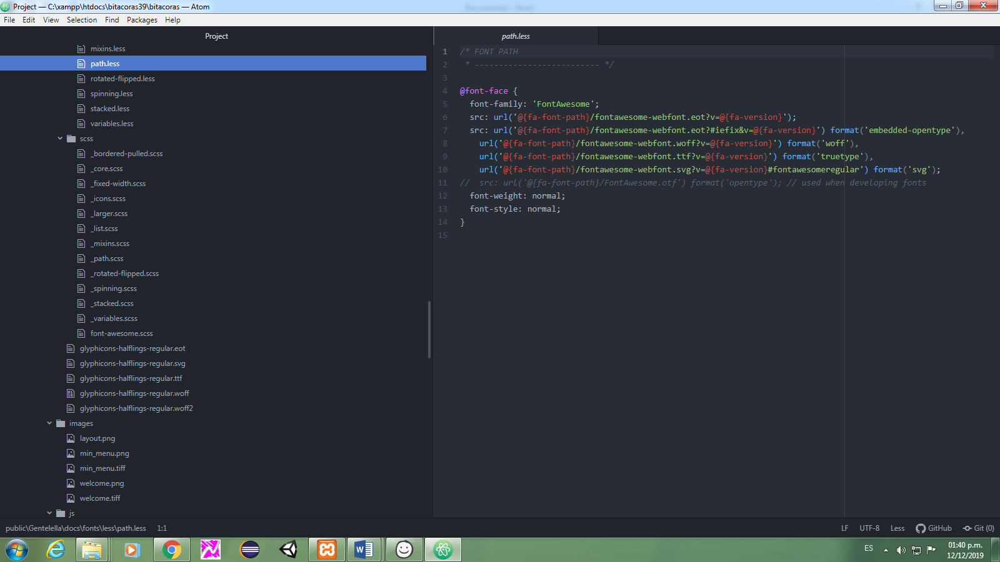 Project — C:\xampp\htdocs\bitacoras39\bitacoras — Atom
File Edit View Selection Find Packages Help
Project
mixins.less
path.less
rotated-flipped.less
spinning.less
stacked.less
variables.less
scss
_bordered-pulled.scss
_core.scss
_fixed-width.scss
_icons.scss
_larger.scss
_list.scss
_mixins.scss
_path.scss
_rotated-flipped.scss
_spinning.scss
_stacked.scss
_variables.scss
font-awesome.scss
glyphicons-halflings-regular.eot
glyphicons-halflings-regular.svg
glyphicons-halflings-regular.ttf
glyphicons-halflings-regular.woff
glyphicons-halflings-regular.woff2
images
layout.png
min_menu.png
min_menu.tiff
welcome.png
welcome.tiff
js
path.less
1 /* FONT PATH
2  * -------------------------- */
3
4 @font-face {
5   font-family: 'FontAwesome';
6   src: url('@{fa-font-path}/fontawesome-webfont.eot?v=@{fa-version}');
7   src: url('@{fa-font-path}/fontawesome-webfont.eot?#iefix&v=@{fa-version}') format('embedded-opentype'),
8     url('@{fa-font-path}/fontawesome-webfont.woff?v=@{fa-version}') format('woff'),
9     url('@{fa-font-path}/fontawesome-webfont.ttf?v=@{fa-version}') format('truetype'),
10     url('@{fa-font-path}/fontawesome-webfont.svg?v=@{fa-version}#fontawesomeregular') format('svg');
11 //  src: url('@{fa-font-path}/FontAwesome.otf') format('opentype'); // used when developing fonts
12   font-weight: normal;
13   font-style: normal;
14 }
15
public\Gentelella\docs\fonts\less\path.less 1:1 LF UTF-8 Less GitHub Git (0)
ES 01:40 p.m.
12/12/2019